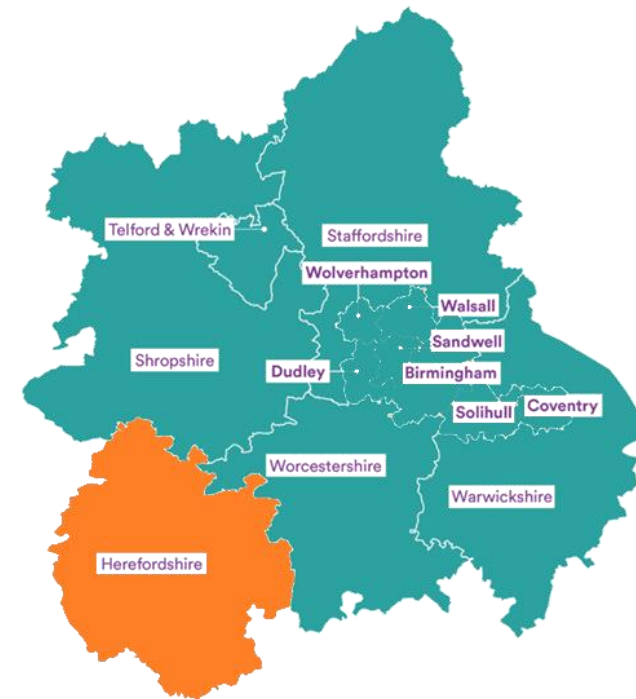 Telford & Wrekin
Staffordshire
Wolverhampton
Walsall
Sandwell
Shropshire
Dudley
Birmingham
Solihull
Coventry
Worcestershire
Warwickshire
Herefordshire